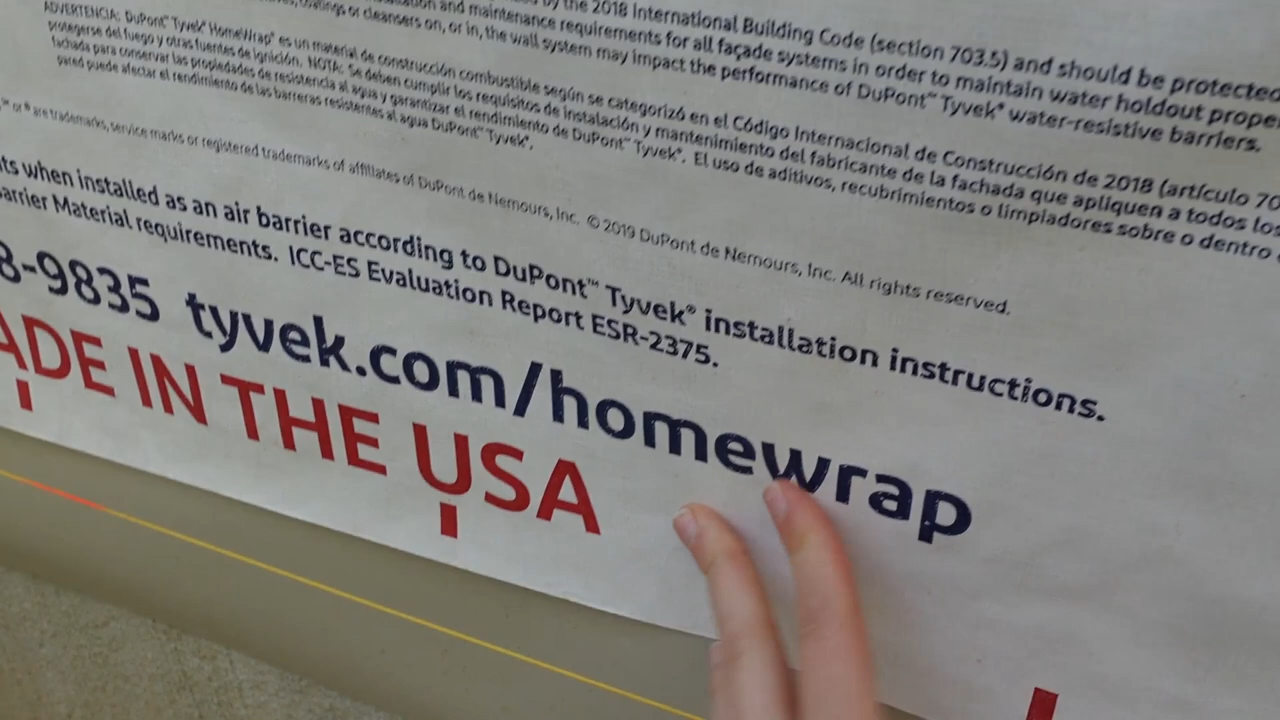 by the 2018 International Building Code (section 703.5) and should be protected
and maintenance requirements for all façade systems in order to maintain water holdout proper
coatings or cleansers on, or in, the wall system may impact the performance of DuPont™ Tyvek® water-resistive barriers.
ADVERTENCIA: DuPont™ Tyvek® HomeWrap® es un material de construcción combustible según se categorizó en el Código Internacional de Construcción de 2018 (artículo 70
protegerse del fuego y otras fuentes de ignición. NOTA: Se deben cumplir los requisitos de instalación y mantenimiento del fabricante de la fachada que apliquen a todos los
fachada para conservar las propiedades de resistencia al agua y garantizar el rendimiento de DuPont™ Tyvek®. El uso de aditivos, recubrimientos o limpiadores sobre o dentro
pared puede afectar el rendimiento de las barreras resistentes al agua DuPont™ Tyvek®.
™ or ® are trademarks, service marks or registered trademarks of affiliates of DuPont de Nemours, Inc. © 2019 DuPont de Nemours, Inc. All rights reserved.
ts when installed as an air barrier according to DuPont™ Tyvek® installation instructions.
arrier Material requirements. ICC-ES Evaluation Report ESR-2375.
8-9835 tyvek.com/homewrap
ADE IN THE USA